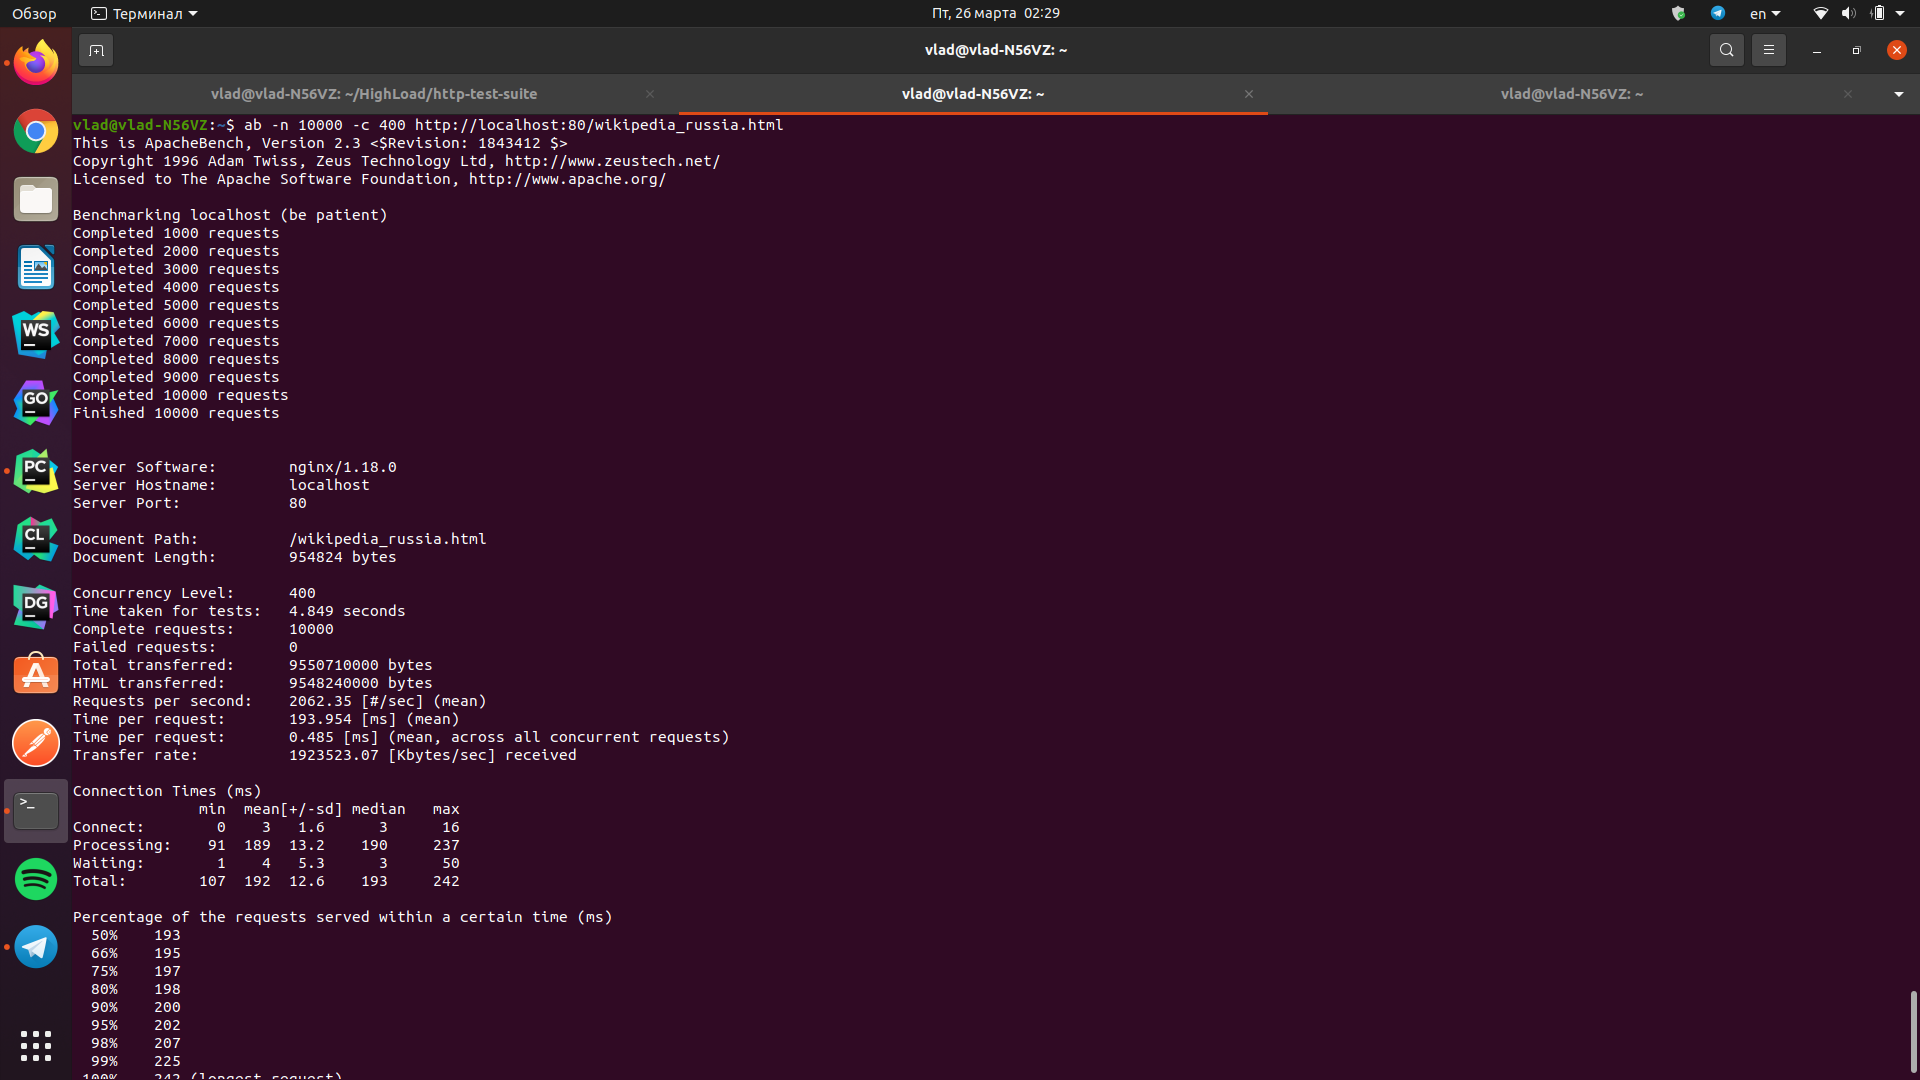 Обзор Терминал Пт, 26 марта 02:29 en
vlad@vlad-N56VZ: ~
vlad@vlad-N56VZ: ~/HighLoad/http-test-suite vlad@vlad-N56VZ: ~ vlad@vlad-N56VZ: ~
vlad@vlad-N56VZ:~$ ab -n 10000 -c 400 http://localhost:80/wikipedia_russia.html
This is ApacheBench, Version 2.3 <$Revision: 1843412 $>
Copyright 1996 Adam Twiss, Zeus Technology Ltd, http://www.zeustech.net/
Licensed to The Apache Software Foundation, http://www.apache.org/
Benchmarking localhost (be patient)
Completed 1000 requests
Completed 2000 requests
Completed 3000 requests
Completed 4000 requests
Completed 5000 requests
Completed 6000 requests
Completed 7000 requests
Completed 8000 requests
Completed 9000 requests
Completed 10000 requests
Finished 10000 requests
Server Software:        nginx/1.18.0
Server Hostname:        localhost
Server Port:            80
Document Path:          /wikipedia_russia.html
Document Length:        954824 bytes
Concurrency Level:      400
Time taken for tests:   4.849 seconds
Complete requests:      10000
Failed requests:        0
Total transferred:      9550710000 bytes
HTML transferred:       9548240000 bytes
Requests per second:    2062.35 [#/sec] (mean)
Time per request:       193.954 [ms] (mean)
Time per request:       0.485 [ms] (mean, across all concurrent requests)
Transfer rate:          1923523.07 [Kbytes/sec] received
Connection Times (ms)
              min  mean[+/-sd] median   max
Connect:        0    3   1.6      3      16
Processing:    91  189  13.2    190     237
Waiting:        1    4   5.3      3      50
Total:        107  192  12.6    193     242
Percentage of the requests served within a certain time (ms)
  50%    193
  66%    195
  75%    197
  80%    198
  90%    200
  95%    202
  98%    207
  99%    225
 100%    242 (longest request)
WS
GO
PC
CL
DG